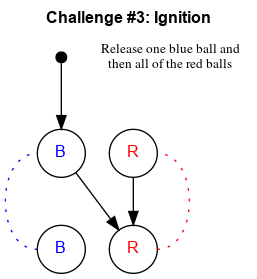 Challenge #3: Ignition
Release one blue ball and
then all of the red balls
B
R
B
R